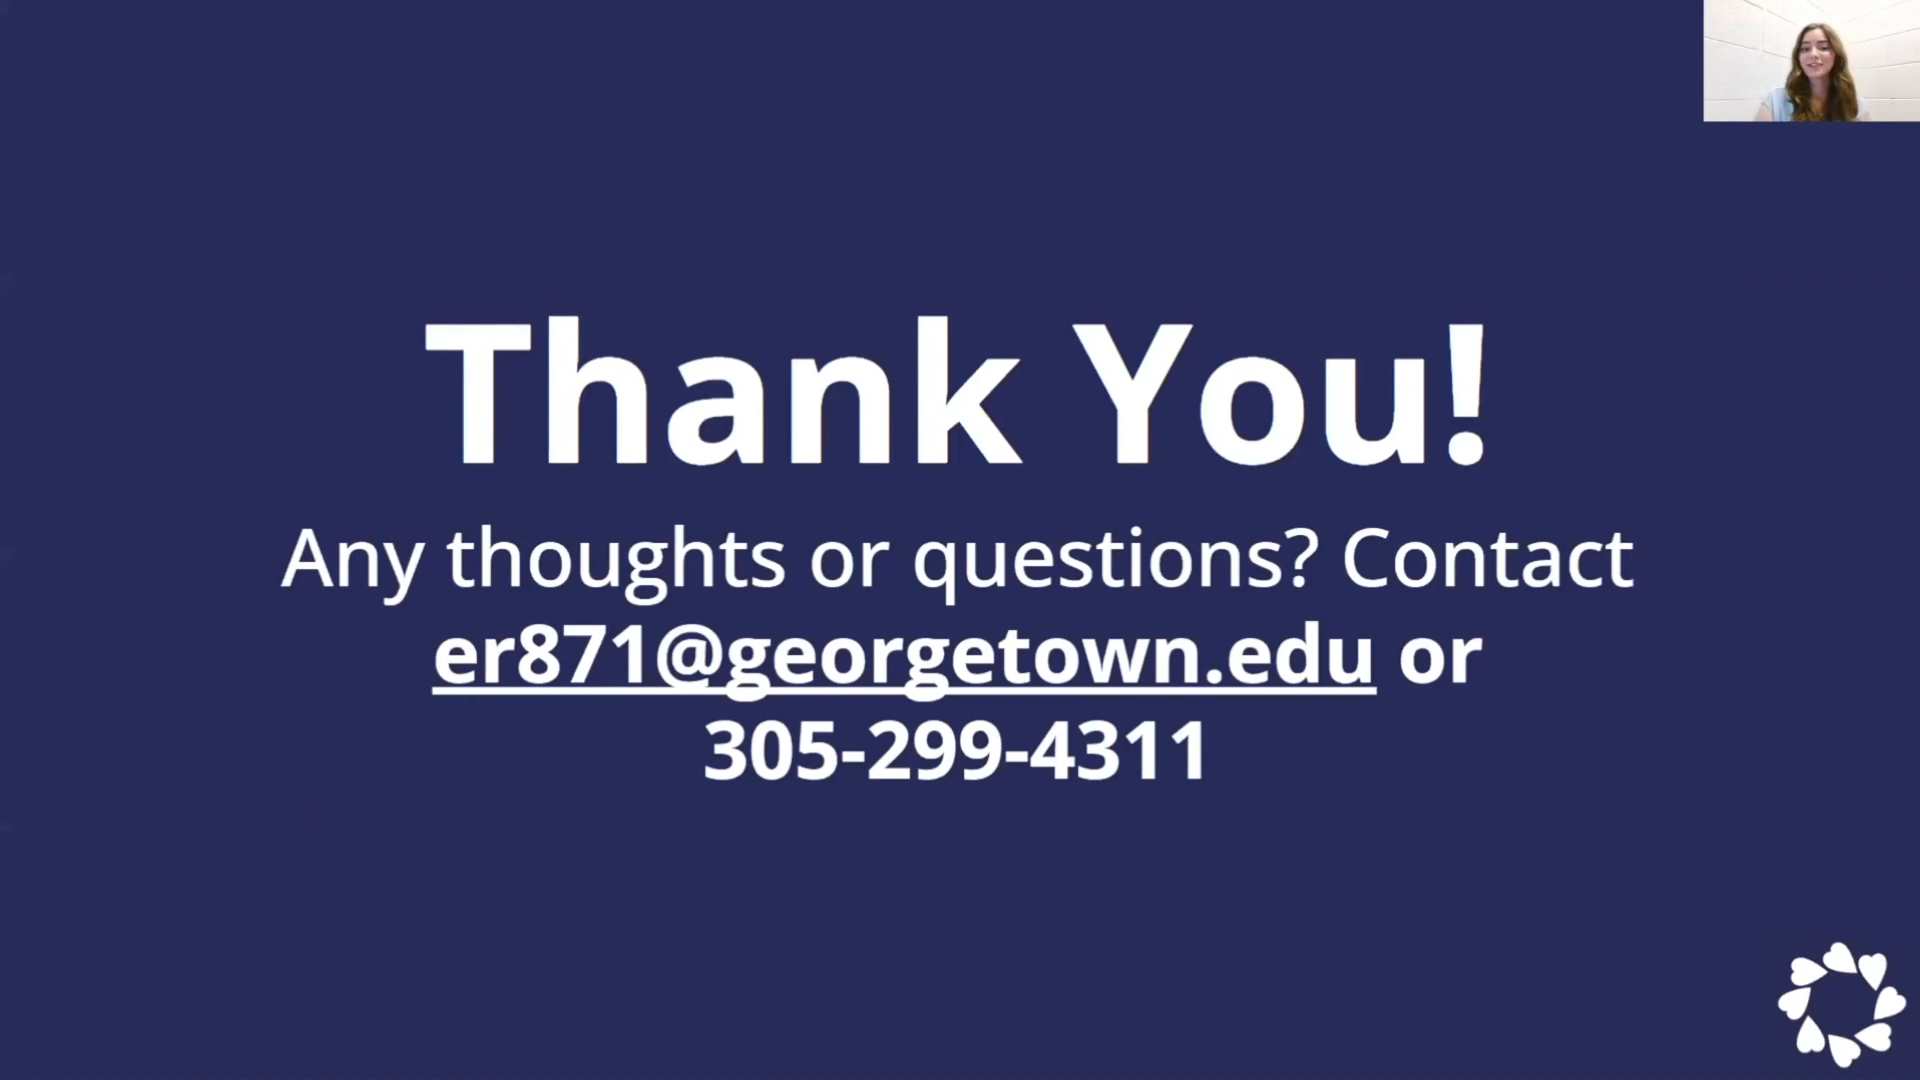 Thank You!
Any thoughts or questions? Contact
er871@georgetown.edu or
305-299-4311